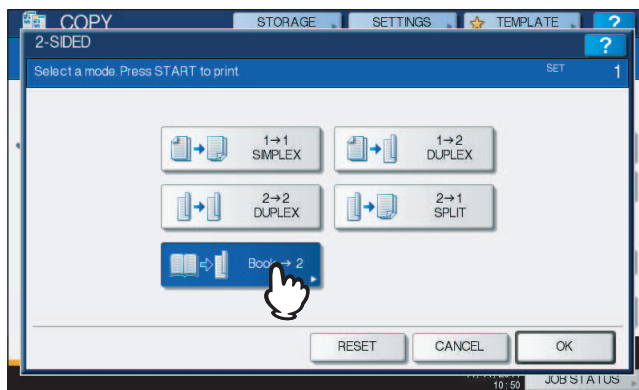 COPY
STORAGE
SETTINGS
TEMPLATE
?
2-SIDED
?
Select a mode. Press START to print.
SET 1
1→1
SIMPLEX
1→2
DUPLEX
2→2
DUPLEX
2→1
SPLIT
Book → 2
RESET
CANCEL
OK
10:50
JOB STATUS